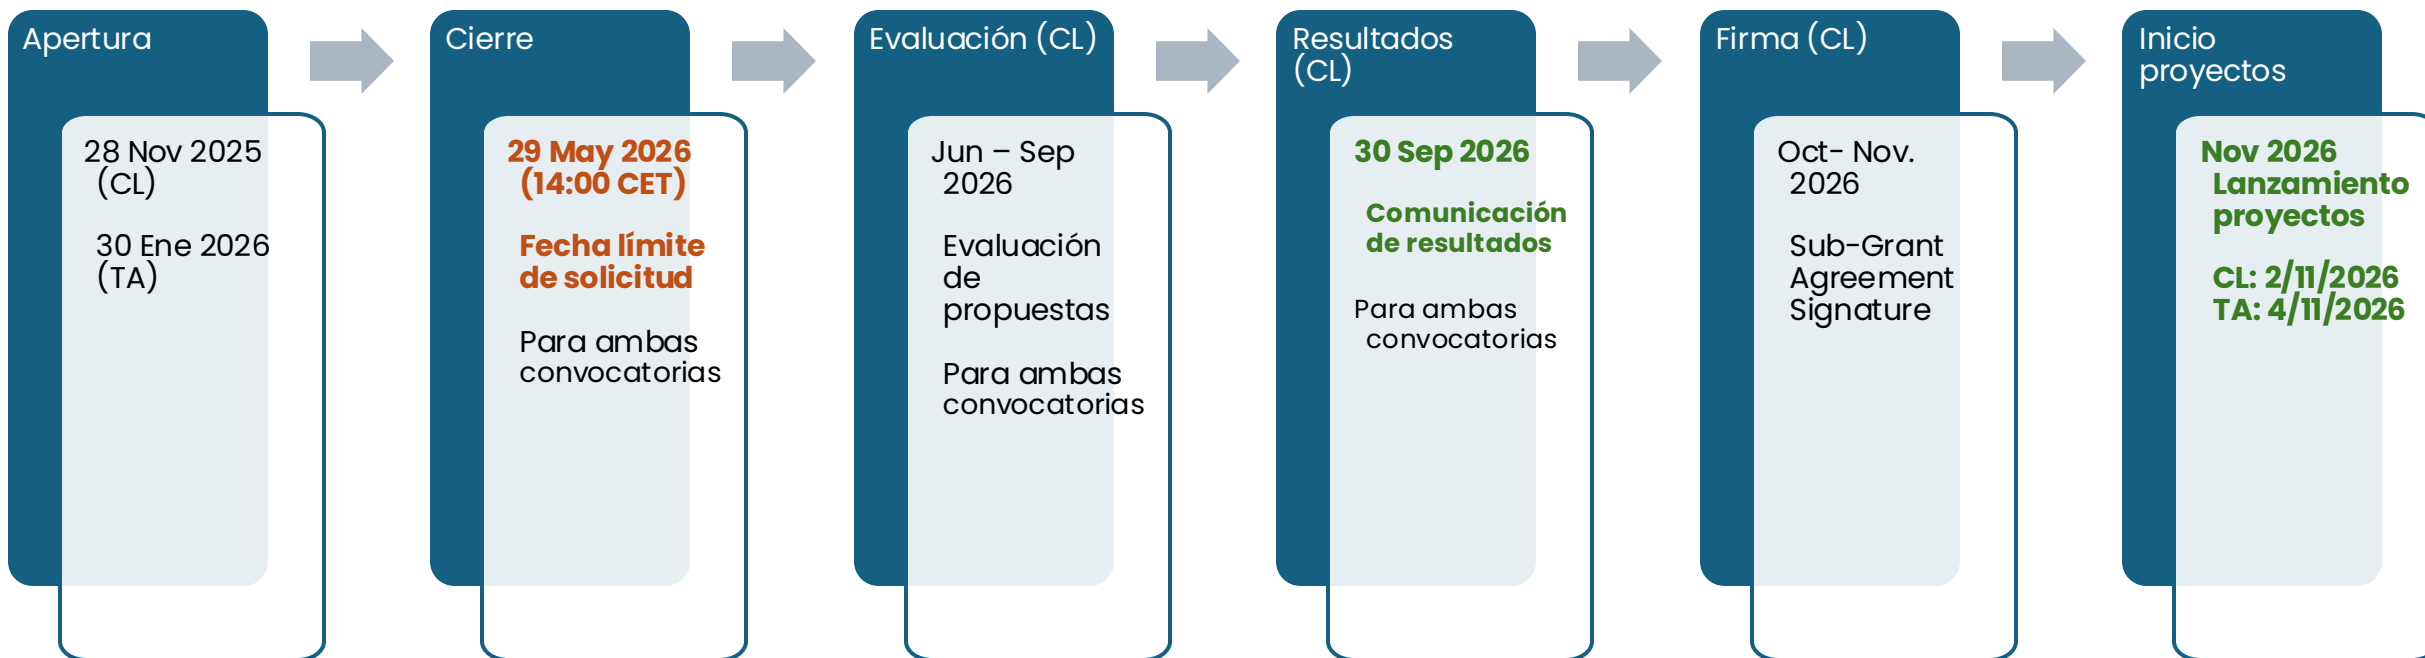 Apertura
28 Nov 2025
(CL)
30 Ene 2026
(TA)
Cierre
29 May 2026
(14:00 CET)
Fecha límite
de solicitud
Para ambas
convocatorias
Evaluación (CL)
Jun – Sep
2026
Evaluación
de
propuestas
Para ambas
convocatorias
Resultados
(CL)
30 Sep 2026
Comunicación
de resultados
Para ambas
convocatorias
Firma (CL)
Oct- Nov.
2026
Sub-Grant
Agreement
Signature
Inicio
proyectos
Nov 2026
Lanzamiento
proyectos
CL: 2/11/2026
TA: 4/11/2026